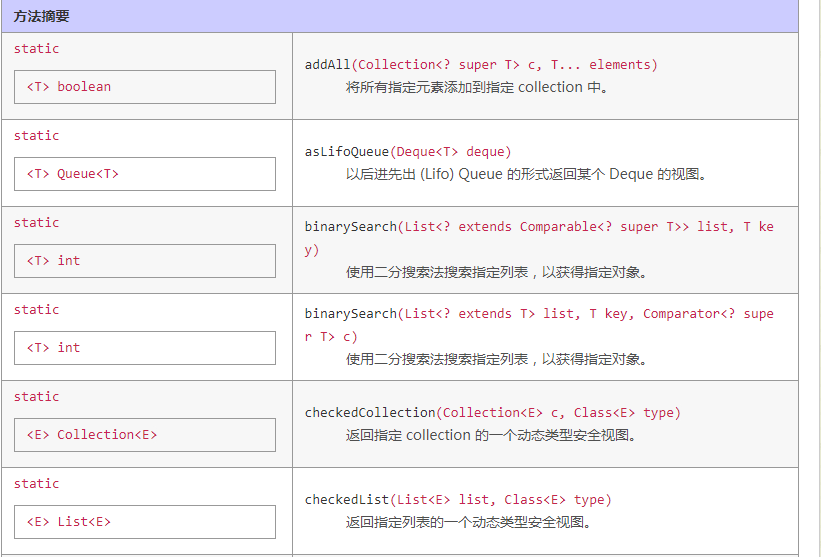 方法摘要
static
<T> boolean
addAll(Collection<? super T> c, T... elements)
将所有指定元素添加到指定 collection 中。
static
<T> Queue<T>
asLifoQueue(Deque<T> deque)
以后进先出 (Lifo) Queue 的形式返回某个 Deque 的视图。
static
<T> int
binarySearch(List<? extends Comparable<? super T>> list, T ke
y)
使用二分搜索法搜索指定列表，以获得指定对象。
static
<T> int
binarySearch(List<? extends T> list, T key, Comparator<? supe
r T> c)
使用二分搜索法搜索指定列表，以获得指定对象。
static
<E> Collection<E>
checkedCollection(Collection<E> c, Class<E> type)
返回指定 collection 的一个动态类型安全视图。
static
<E> List<E>
checkedList(List<E> list, Class<E> type)
返回指定列表的一个动态类型安全视图。